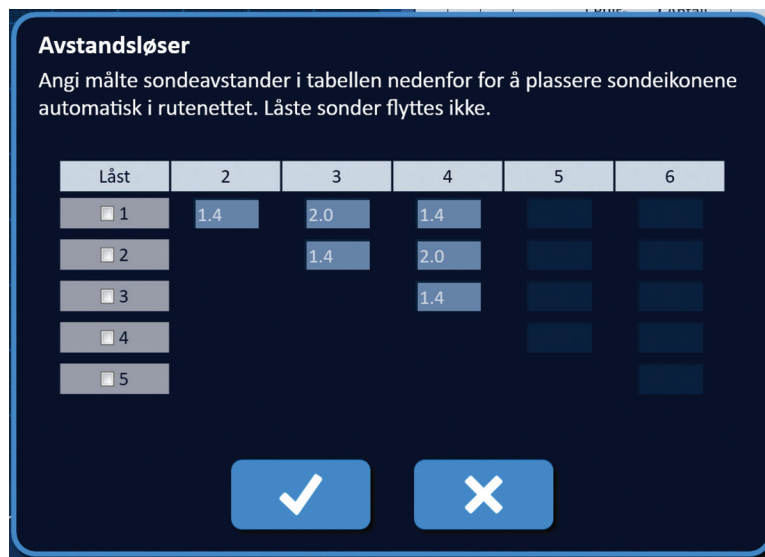 Avstandsløser
Angi målte sondeavstander i tabellen nedenfor for å plassere sondeikonene
automatisk i rutenettet. Låste sonder flyttes ikke.
Låst 2 3 4 5 6
1 1.4 2.0 1.4
2 1.4 2.0
3 1.4
4
5